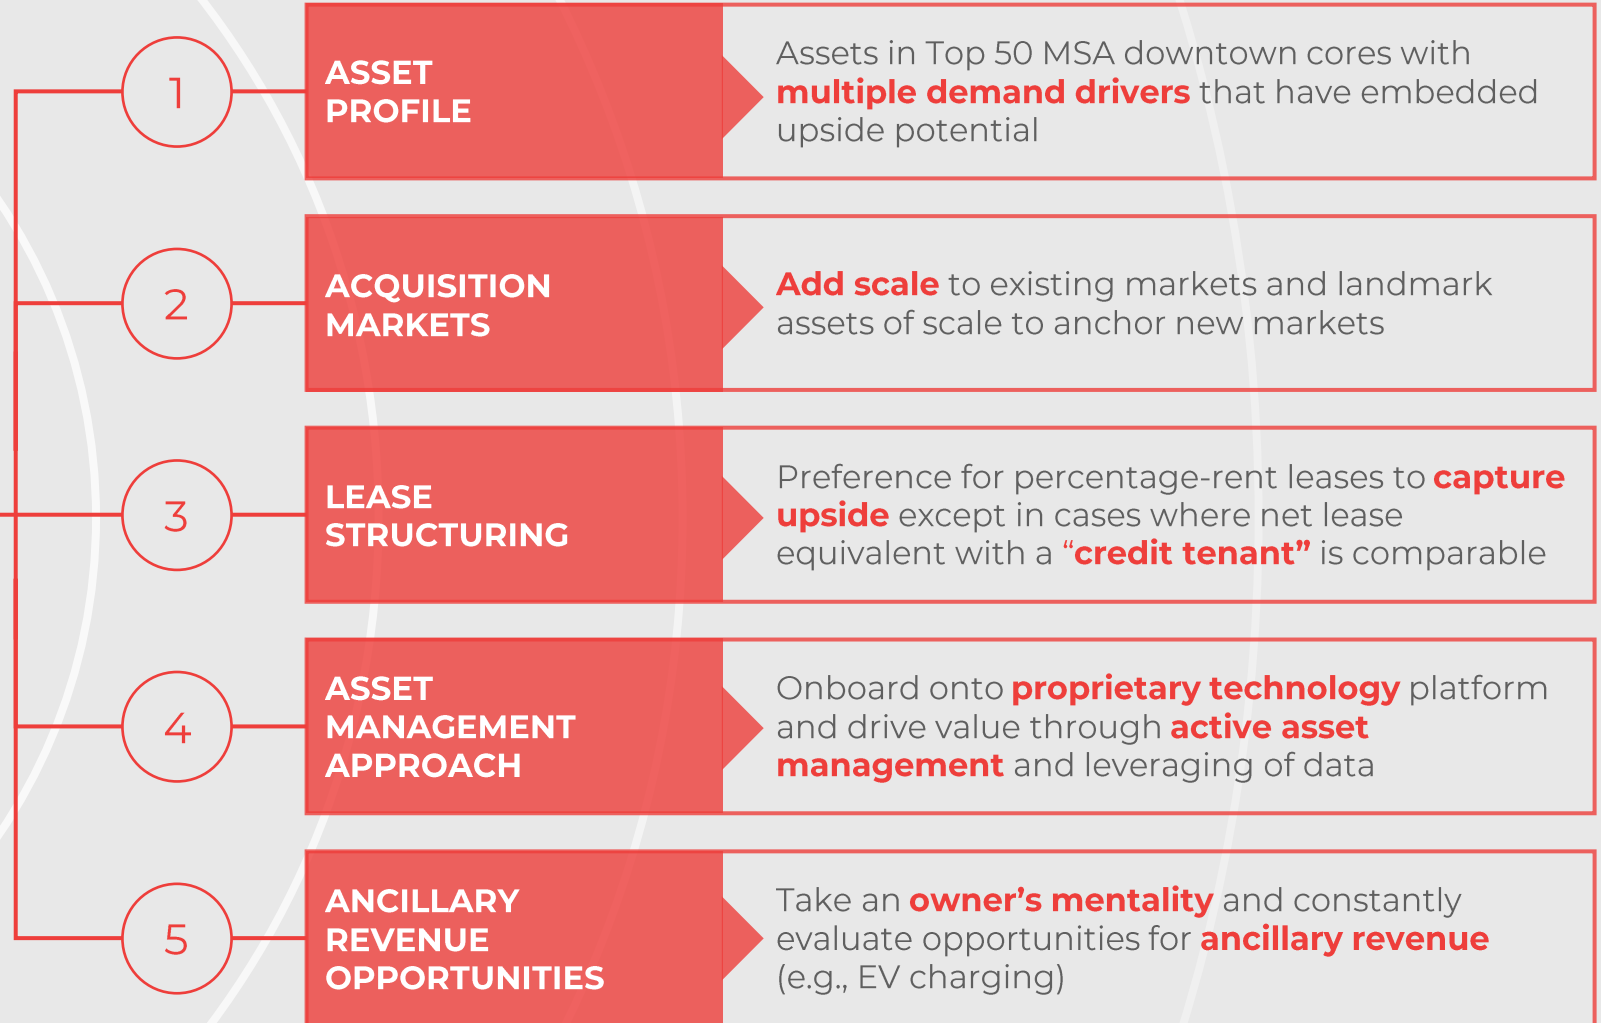 1
ASSET
PROFILE
Assets in Top 50 MSA downtown cores with
multiple demand drivers that have embedded
upside potential
2
ACQUISITION
MARKETS
Add scale to existing markets and landmark
assets of scale to anchor new markets
3
LEASE
STRUCTURING
Preference for percentage-rent leases to capture
upside except in cases where net lease
equivalent with a “credit tenant” is comparable
4
ASSET
MANAGEMENT
APPROACH
Onboard onto proprietary technology platform
and drive value through active asset
management and leveraging of data
5
ANCILLARY
REVENUE
OPPORTUNITIES
Take an owner’s mentality and constantly
evaluate opportunities for ancillary revenue
(e.g., EV charging)